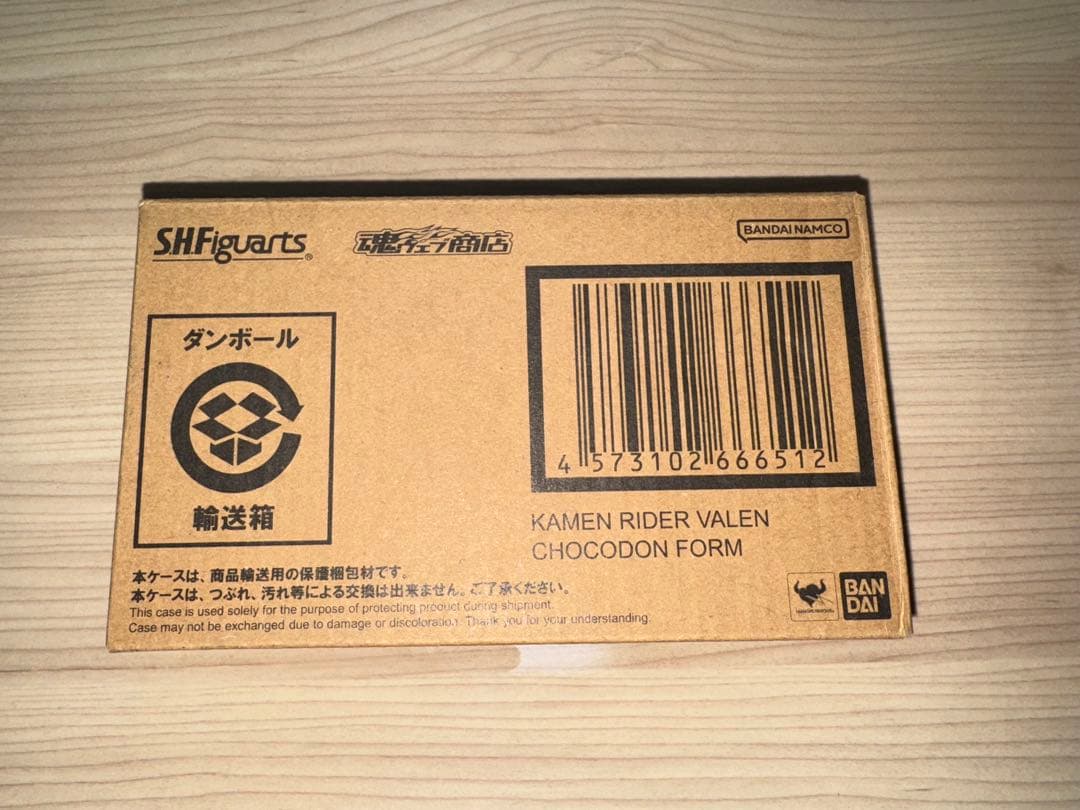 S.H.Figuarts®
魂ウェブ商店
BANDAI NAMCO
ダンボール
輸送箱
4 573102 666512
KAMEN RIDER VALEN
CHOCODON FORM
本ケースは、商品輸送用の保護梱包材です。
本ケースは、つぶれ、汚れ等による交換は出来ません。ご了承ください。
This case is used solely for the purpose of protecting product during shipment.
Case may not be exchanged due to damage or discoloration. Thank you for your understanding.
BAN
DAI